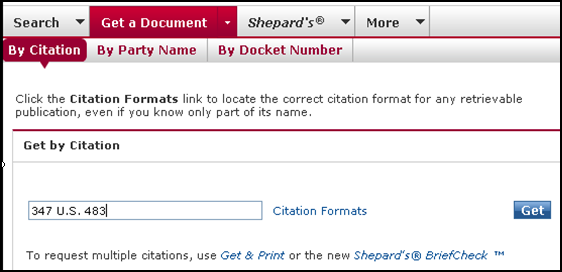 Search Get a Document Shepard's® More
By Citation By Party Name By Docket Number
Click the Citation Formats link to locate the correct citation format for any retrievable
publication, even if you know only part of its name.
Get by Citation
347 U.S. 483 Citation Formats Get
To request multiple citations, use Get & Print or the new Shepard's® BriefCheck ™